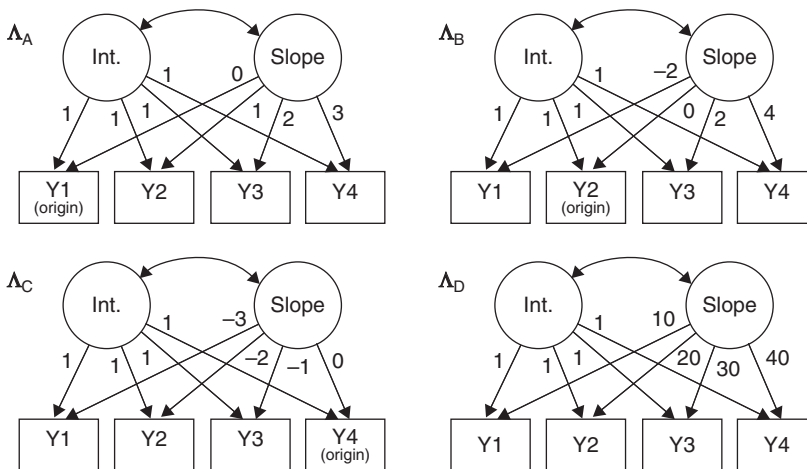 ΛA
Int.
Slope
1
0
1
1
1
1
2
3
Y1
(origin)
Y2
Y3
Y4
ΛB
Int.
Slope
1
–2
1
1
1
0
2
4
Y1
Y2
(origin)
Y3
Y4
ΛC
Int.
Slope
1
–3
1
1
1
–2
–1
0
Y1
Y2
Y3
Y4
(origin)
ΛD
Int.
Slope
1
10
1
1
1
20
30
40
Y1
Y2
Y3
Y4